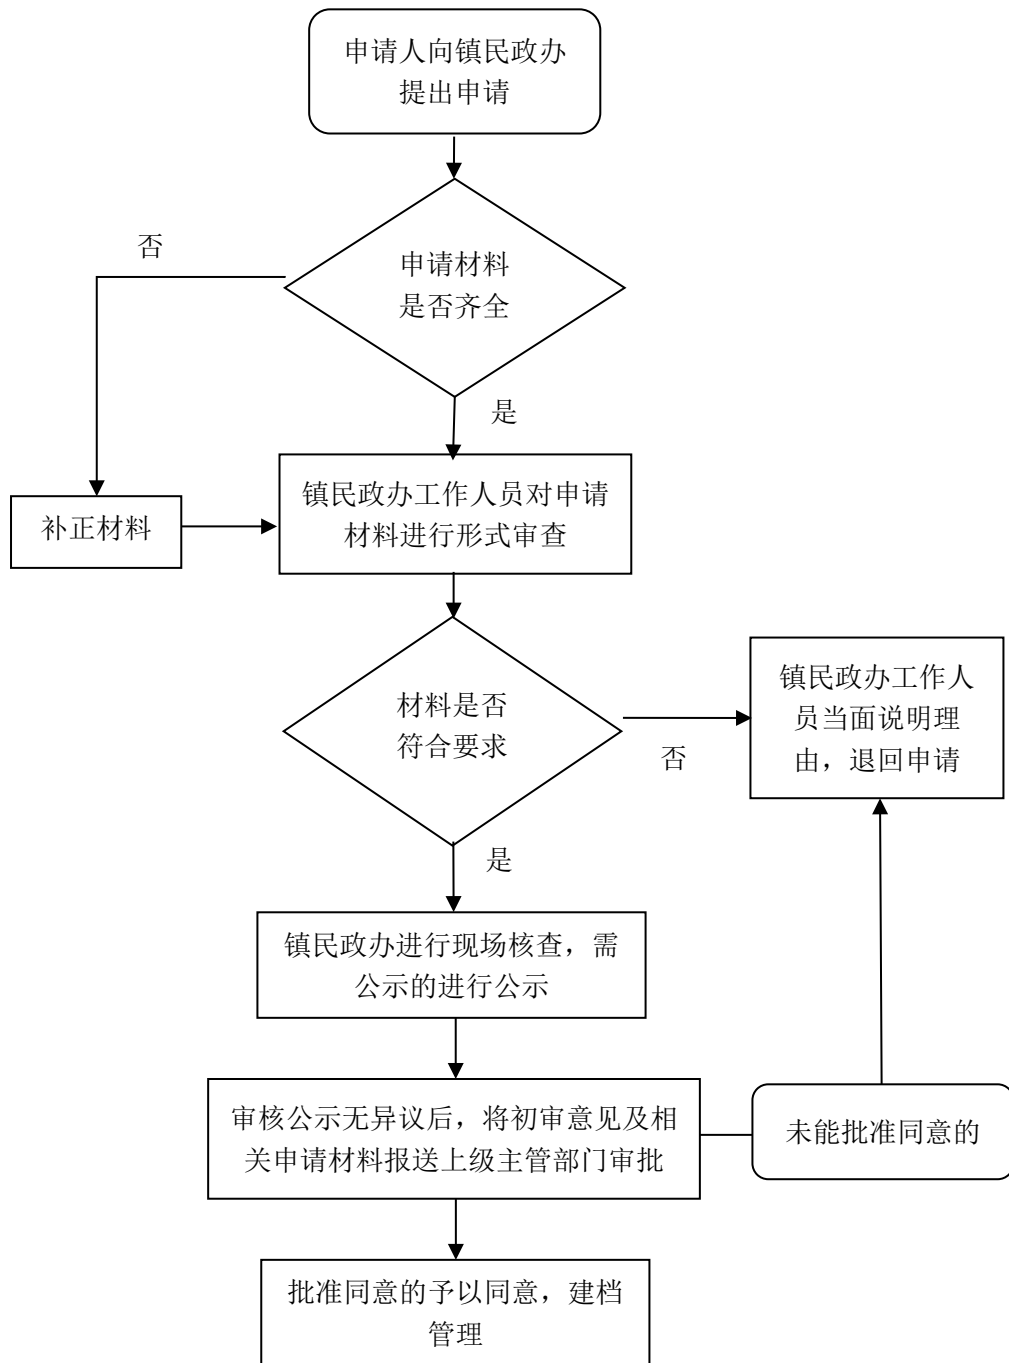 申请人向镇民政办
提出申请
否
申请材料
是否齐全
是
镇民政办工作人员对申请
材料进行形式审查
补正材料
材料是否
符合要求
否
镇民政办工作人
员当面说明理
由，退回申请
是
镇民政办进行现场核查，需
公示的进行公示
审核公示无异议后，将初审意见及相
关申请材料报送上级主管部门审批
未能批准同意的
批准同意的予以同意，建档
管理